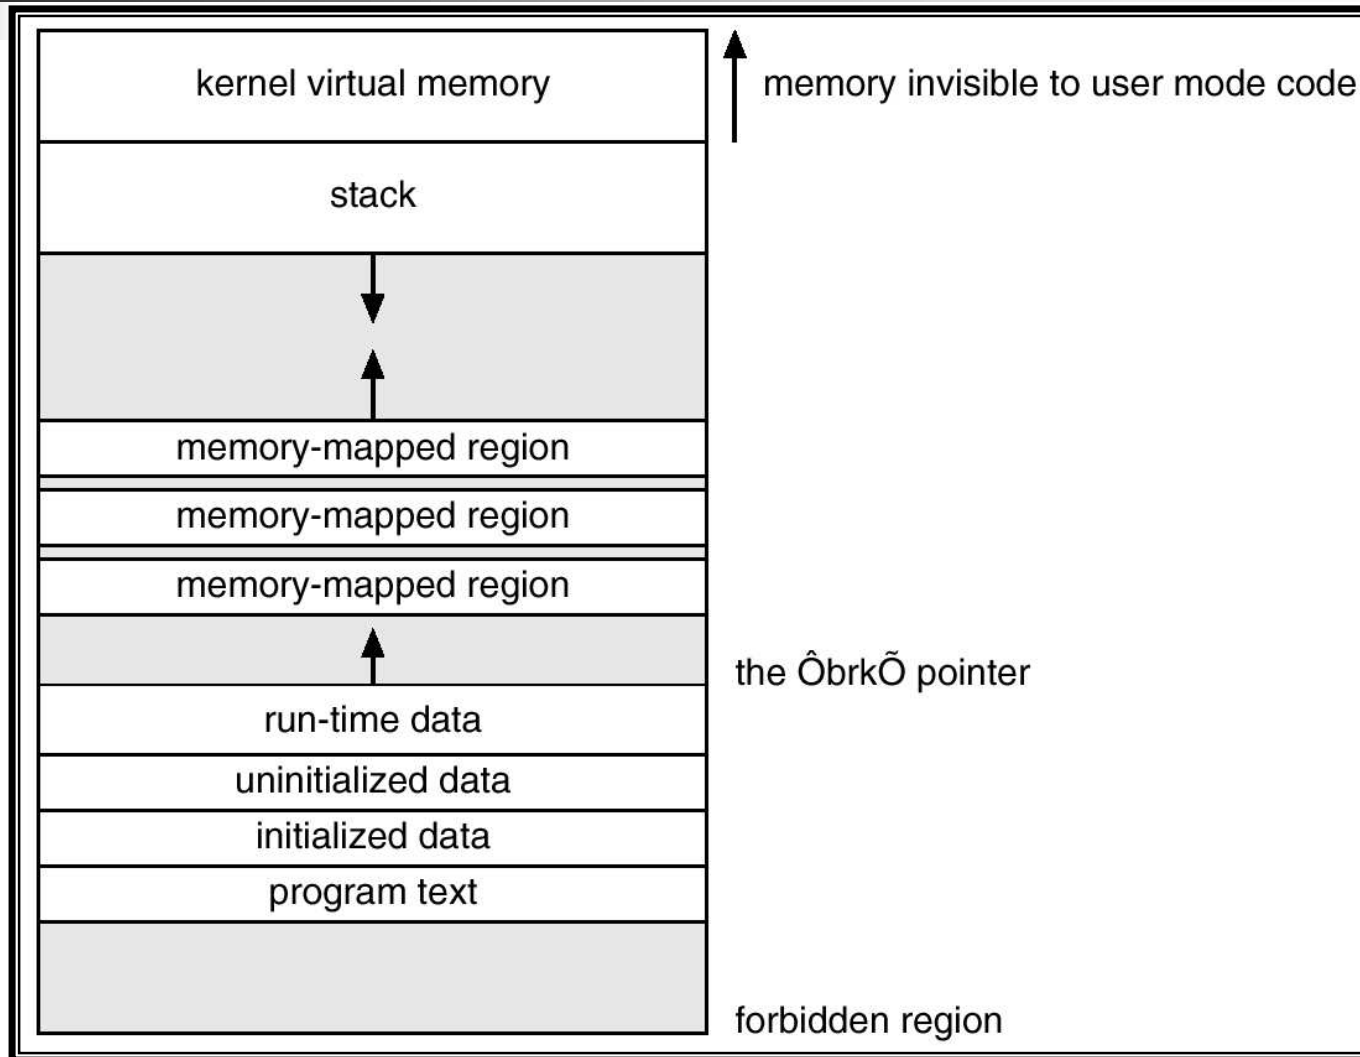 kernel virtual memory
memory invisible to user mode code
stack
memory-mapped region
memory-mapped region
memory-mapped region
the ÔbrkÕ pointer
run-time data
uninitialized data
initialized data
program text
forbidden region